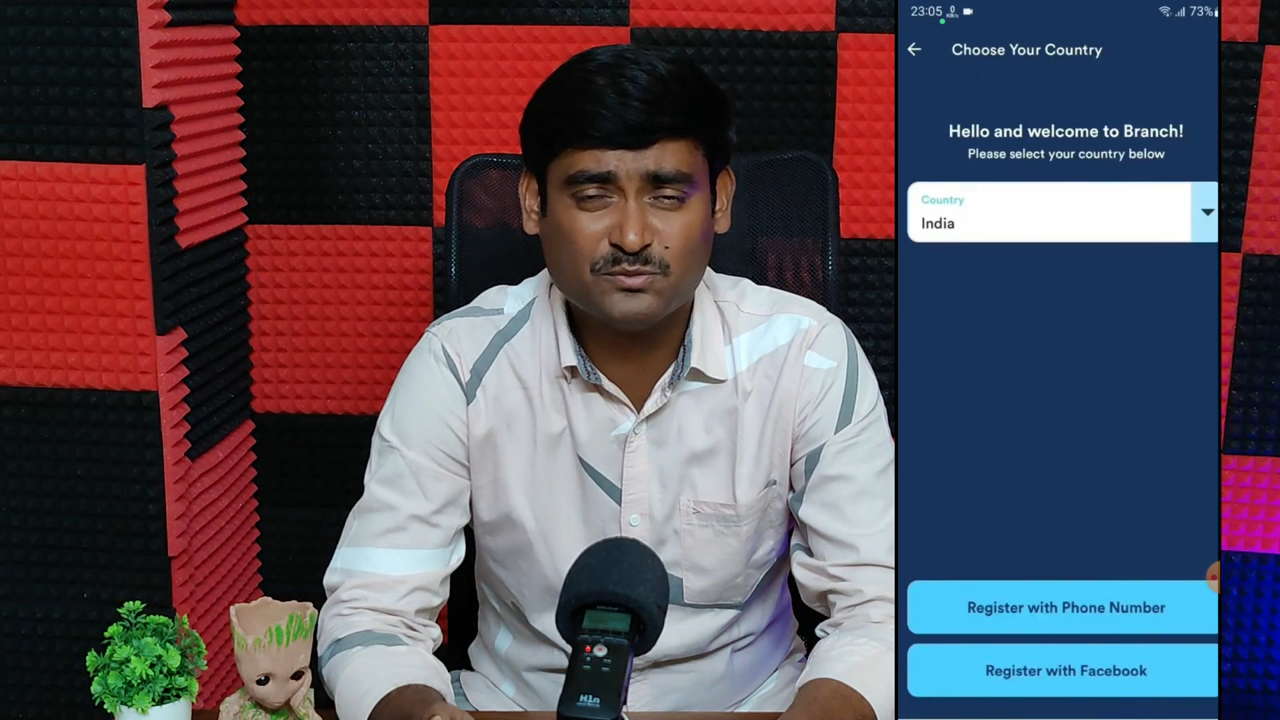 23:05
73%
Choose Your Country
Hello and welcome to Branch!
Please select your country below
Country
India
Register with Phone Number
Register with Facebook
H1n